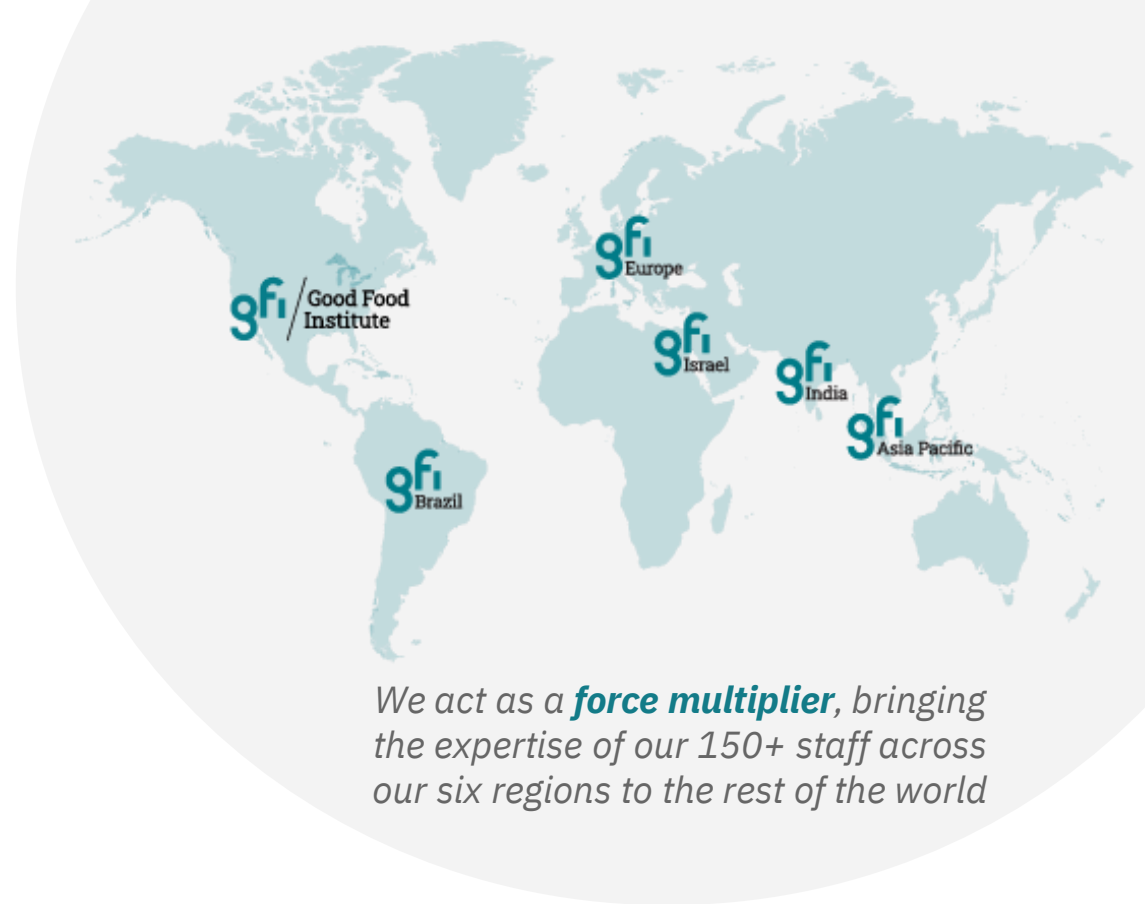 gfi
Europe
gfi / Good Food
Institute
gfi
Israel
gfi
India
gfi
Asia Pacific
gfi
Brazil
We act as a force multiplier, bringing
the expertise of our 150+ staff across
our six regions to the rest of the world